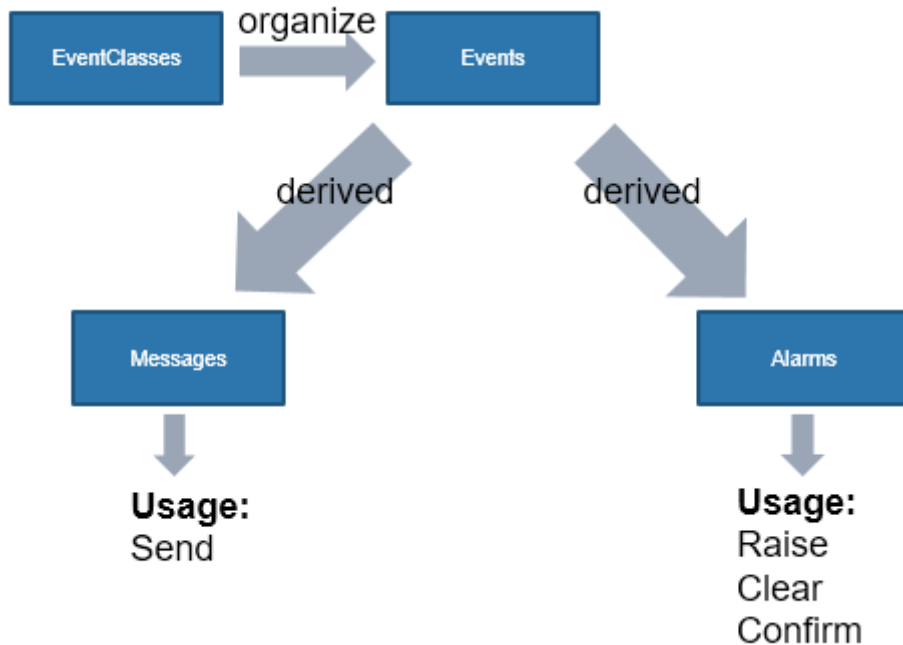 organize
EventClasses
Events
derived
derived
Messages
Alarms
Usage:
Send
Usage:
Raise
Clear
Confirm